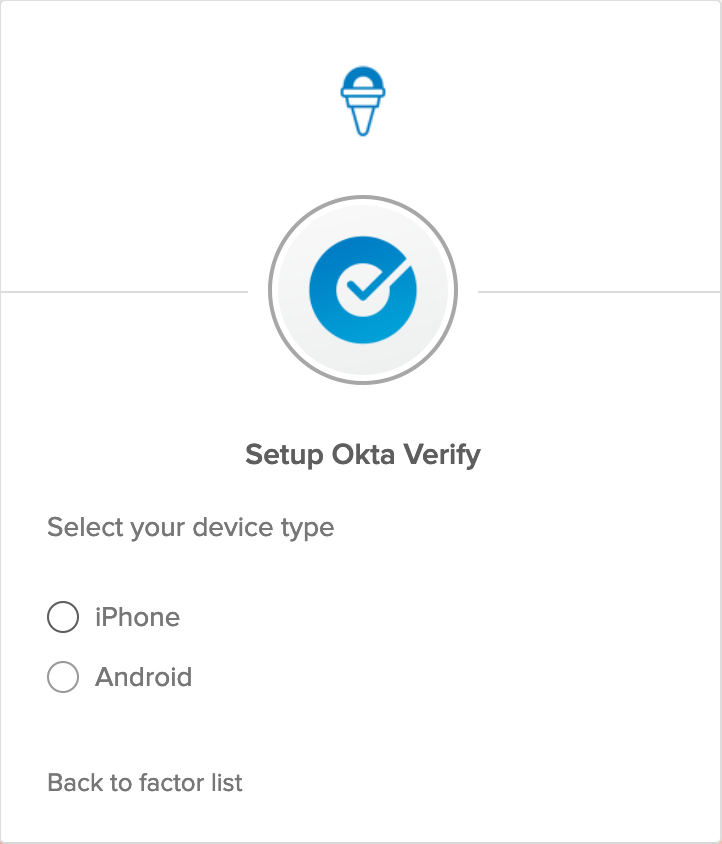 Setup Okta Verify
Select your device type
iPhone
Android
Back to factor list